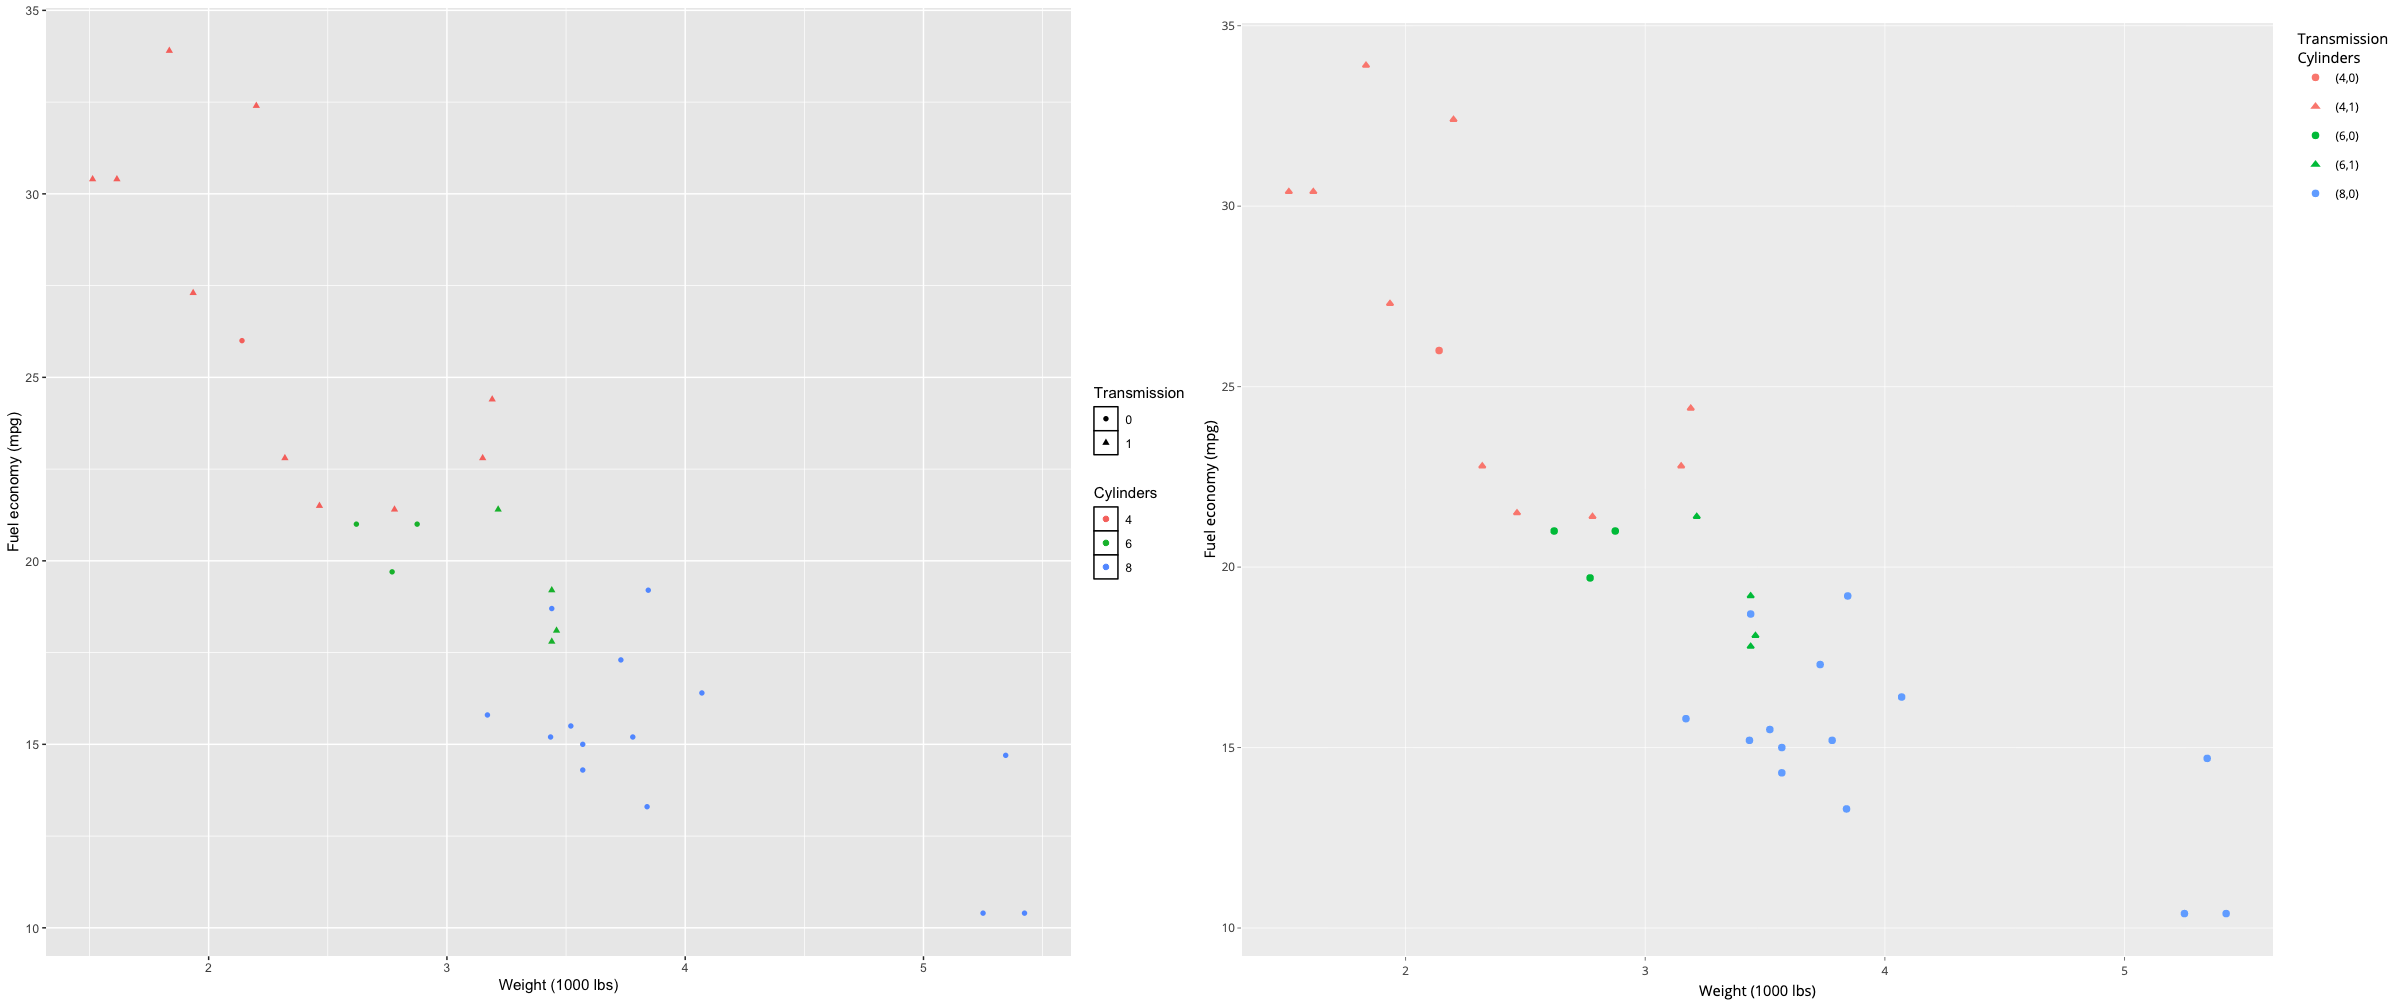 35
30
25
20
15
10
Fuel economy (mpg)
2 3 4 5
Weight (1000 lbs)
Transmission
0
1
Cylinders
4
6
8
35
30
25
20
15
10
Fuel economy (mpg)
2 3 4 5
Weight (1000 lbs)
Transmission
Cylinders
(4,0)
(4,1)
(6,0)
(6,1)
(8,0)